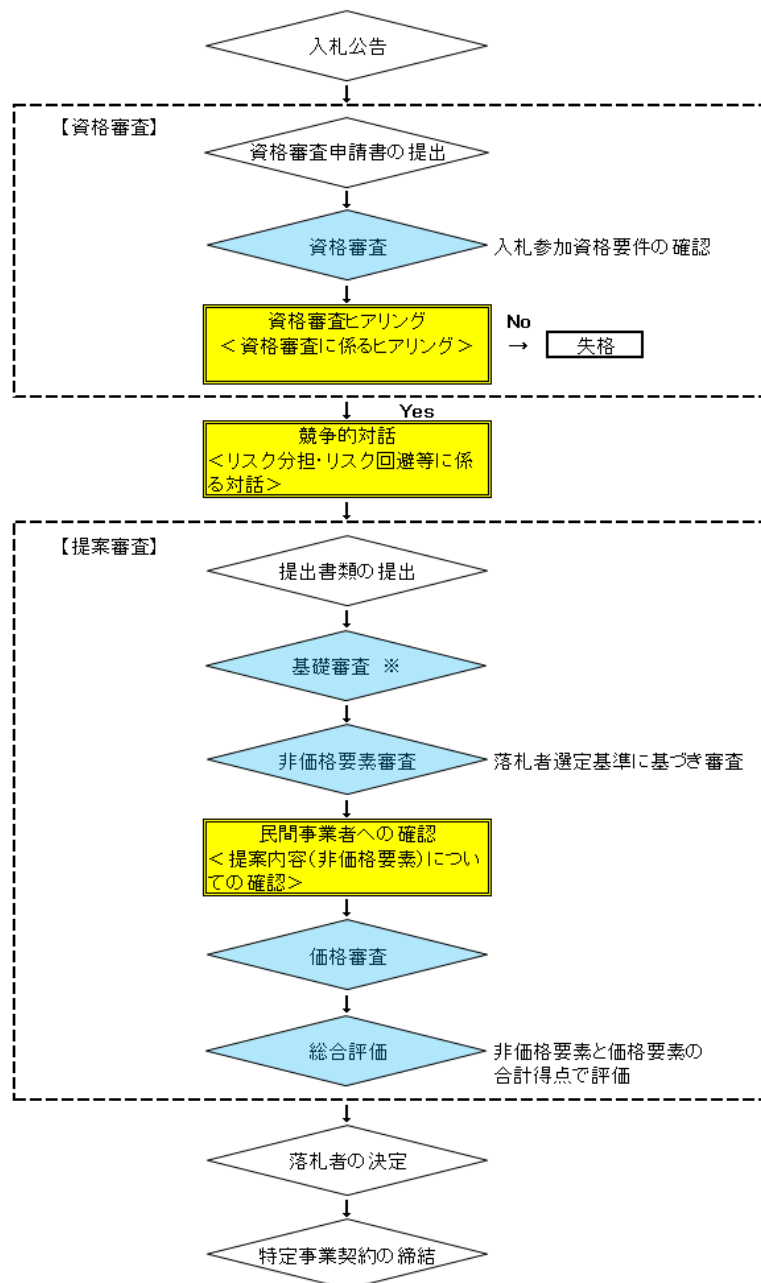 入札公告
【資格審査】
資格審査申請書の提出
資格審査
入札参加資格要件の確認
資格審査ヒアリング
＜資格審査に係るヒアリング＞
No
→
失格
Yes
競争的対話
＜リスク分担・リスク回避等に係
る対話＞
【提案審査】
提出書類の提出
基礎審査 ※
非価格要素審査
落札者選定基準に基づき審査
民間事業者への確認
＜提案内容(非価格要素)につい
ての確認＞
価格審査
総合評価
非価格要素と価格要素の
合計得点で評価
落札者の決定
特定事業契約の締結